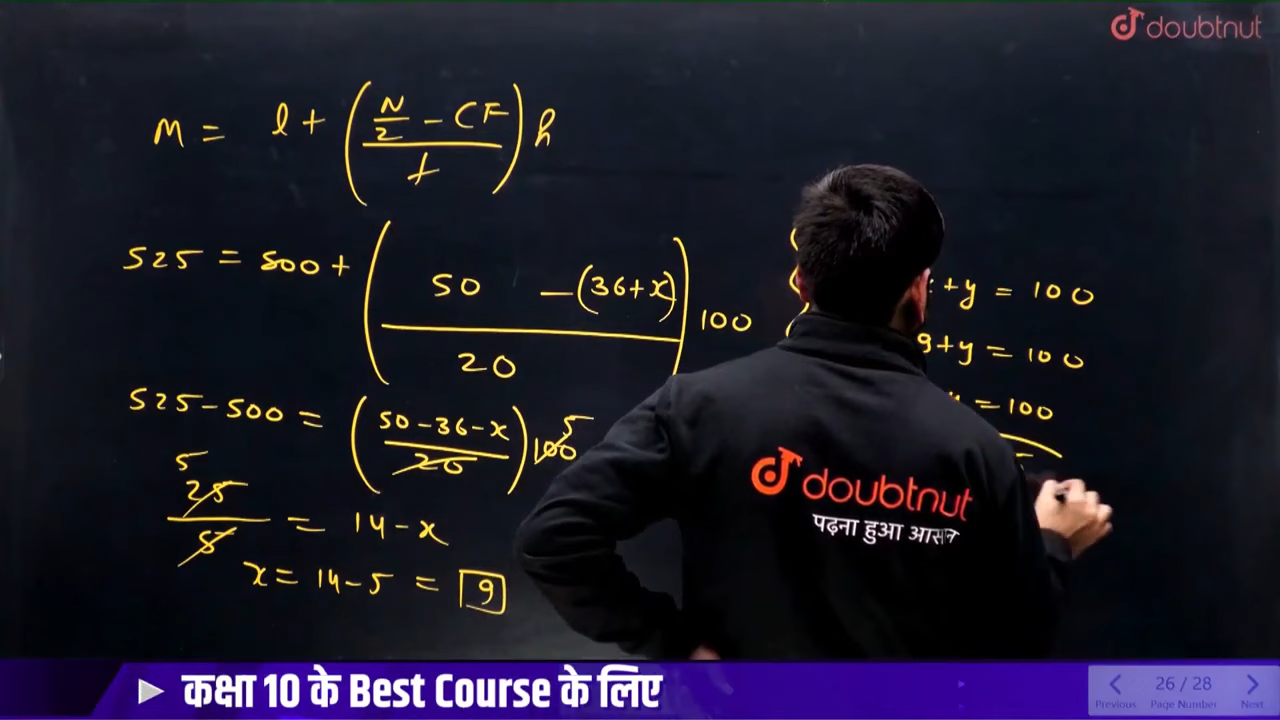 doubtnut
M = l + (N/2 - CF / f) h
525 = 500 + (50 - (36+x) / 20) 100
525-500 = (50-36-x / 20) 100 5
5
25 / 5 = 14-x
x = 14-5 = 9
+y = 100
9+y = 100
= 100
doubtnut
पढ़ना हुआ आसान
कक्षा 10 के Best Course के लिए
26 / 28
Previous Page Number Next